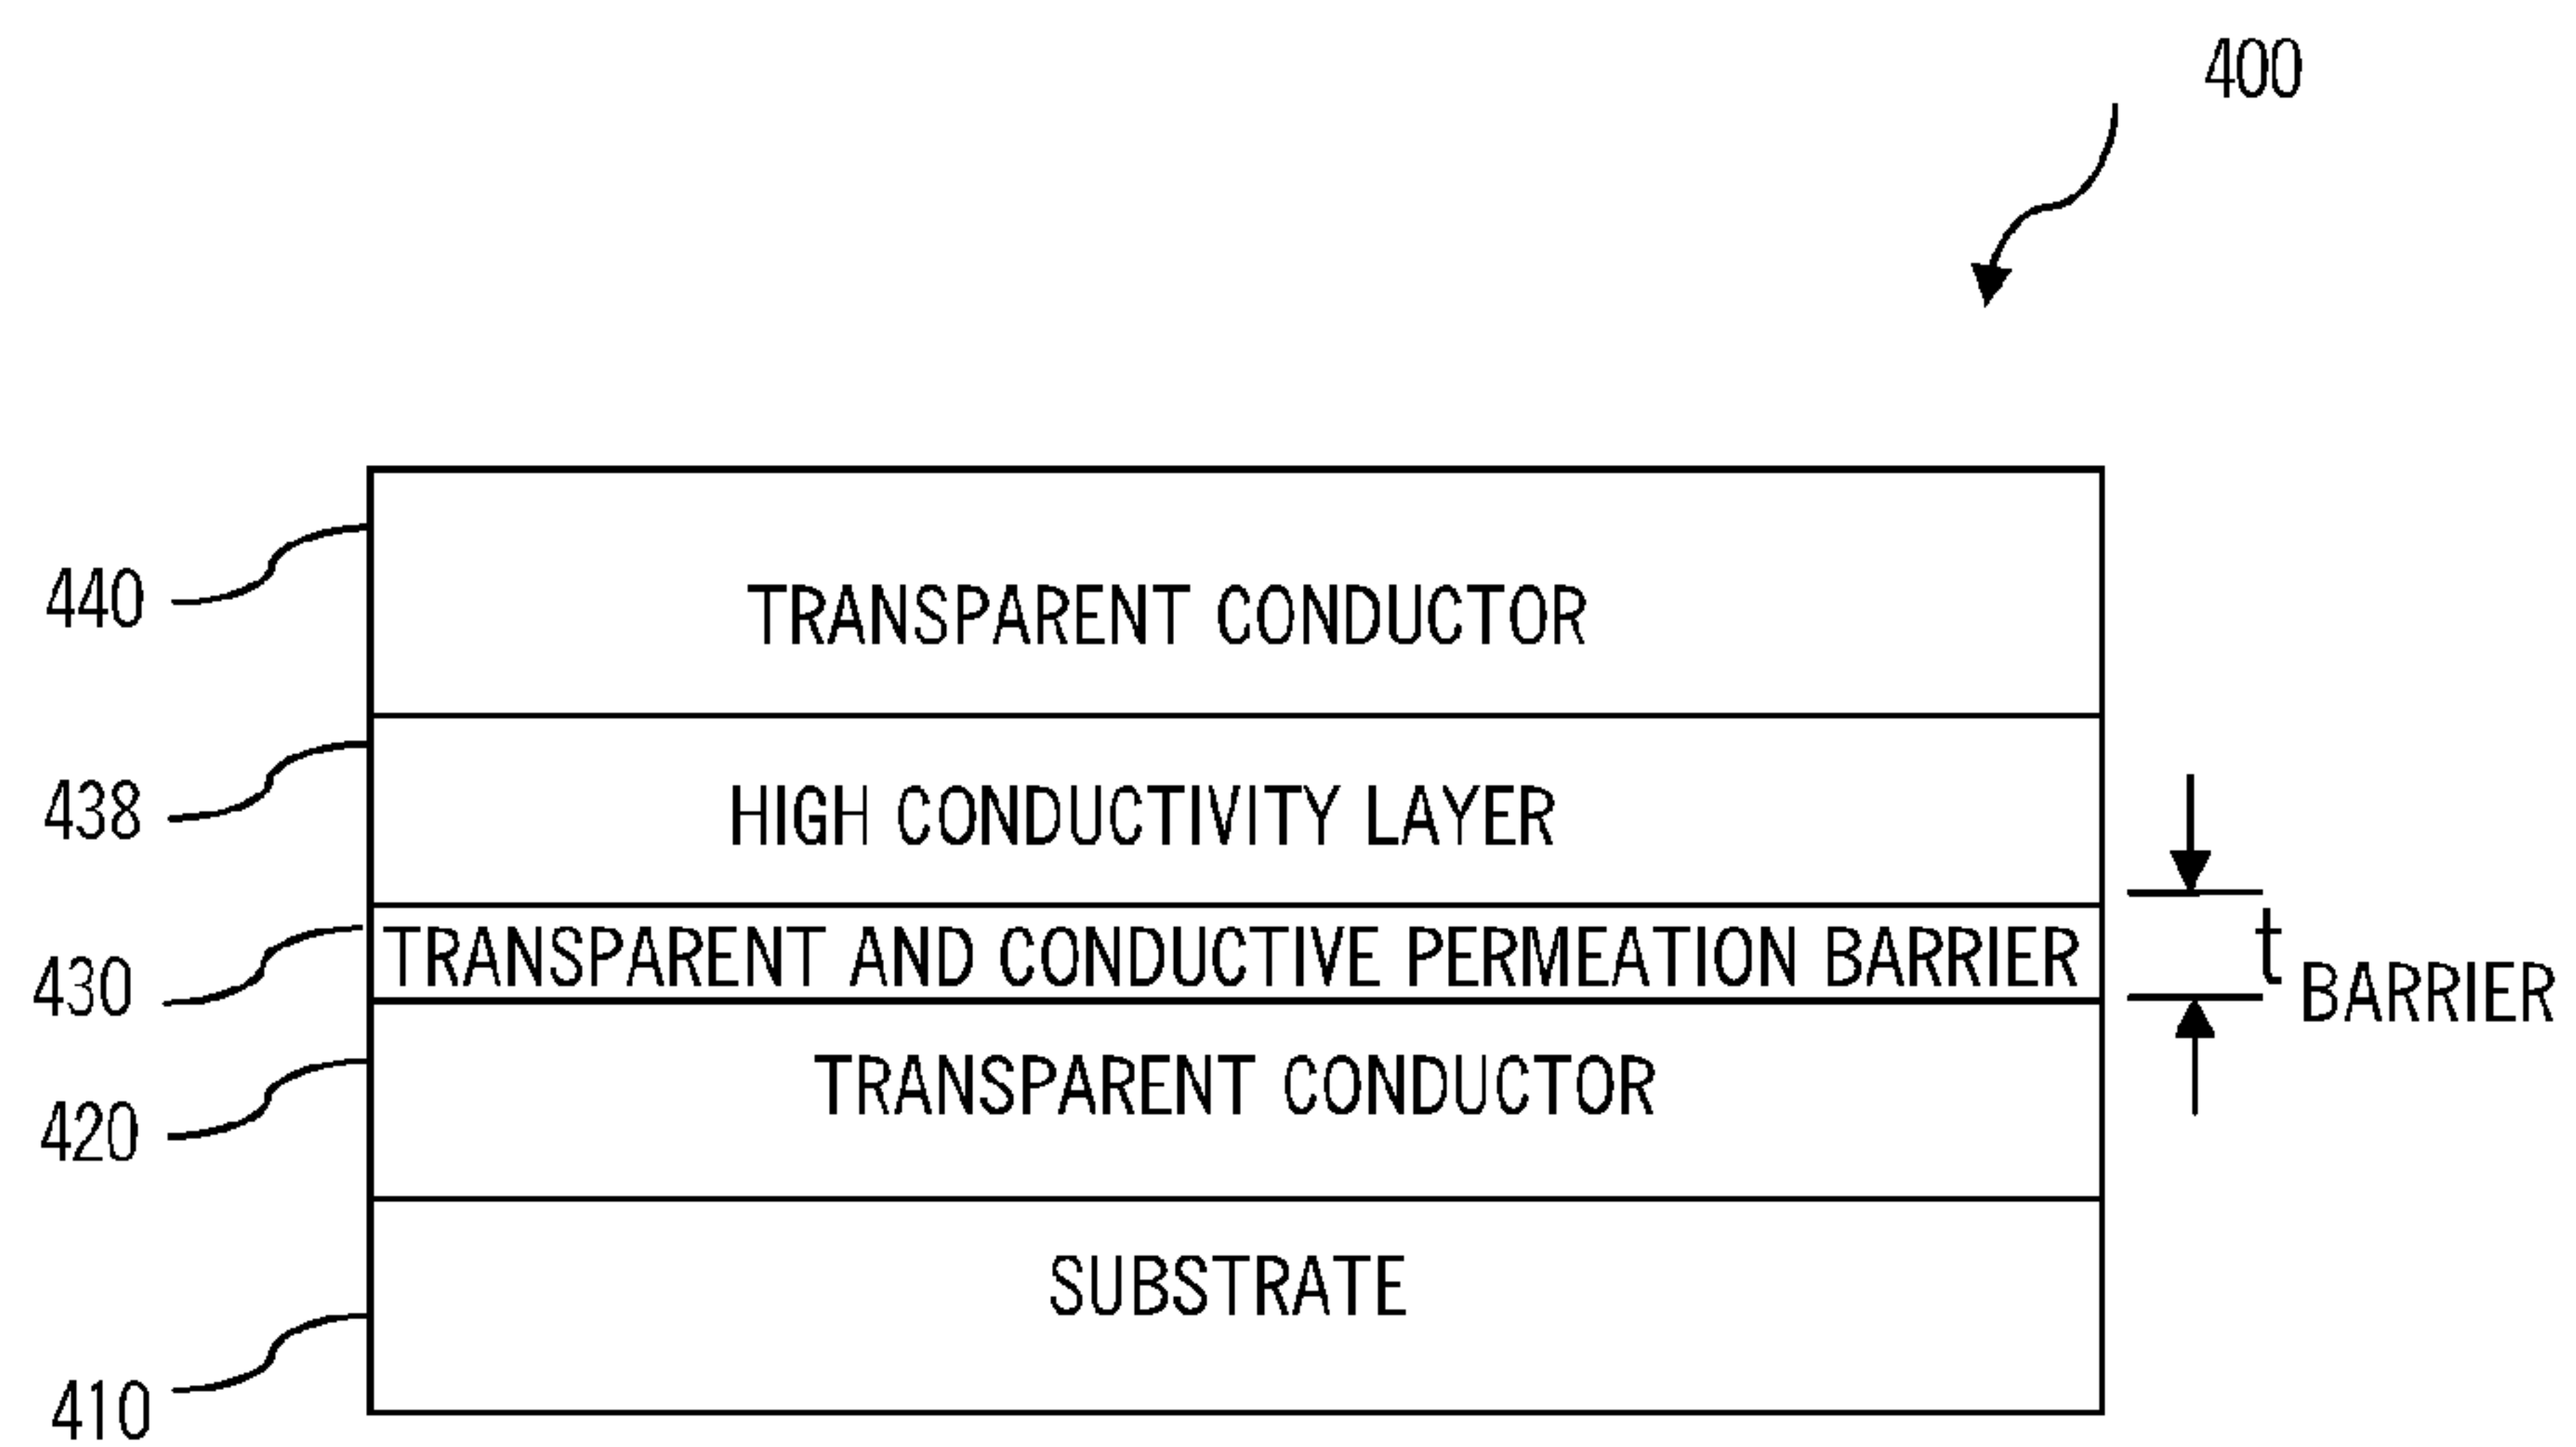 400
440
TRANSPARENT CONDUCTOR
438
HIGH CONDUCTIVITY LAYER
430
TRANSPARENT AND CONDUCTIVE PERMEATION BARRIER
t BARRIER
420
TRANSPARENT CONDUCTOR
SUBSTRATE
410